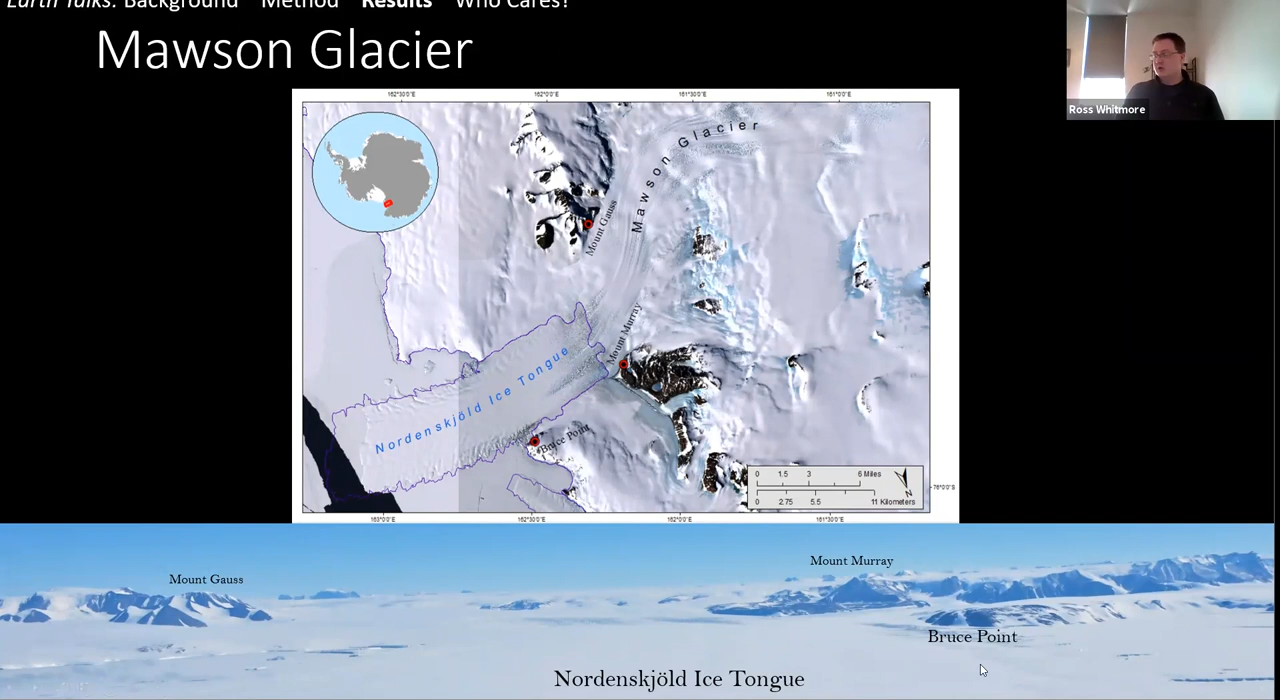 Earth Talks: Background Method Results Who Cares?
Mawson Glacier
Ross Whitmore
162°30'0"E 162°0'0"E 161°30'0"E 161°0'0"E
Mawson Glacier
Mount Gauss
Mount Murray
Nordenskjöld Ice Tongue
Bruce Point
0 1.5 3 6 Miles
0 2.75 5.5 11 Kilometers
N
76°0'0"S
163°0'0"E 162°30'0"E 162°0'0"E 161°30'0"E
Mount Gauss
Mount Murray
Bruce Point
Nordenskjöld Ice Tongue